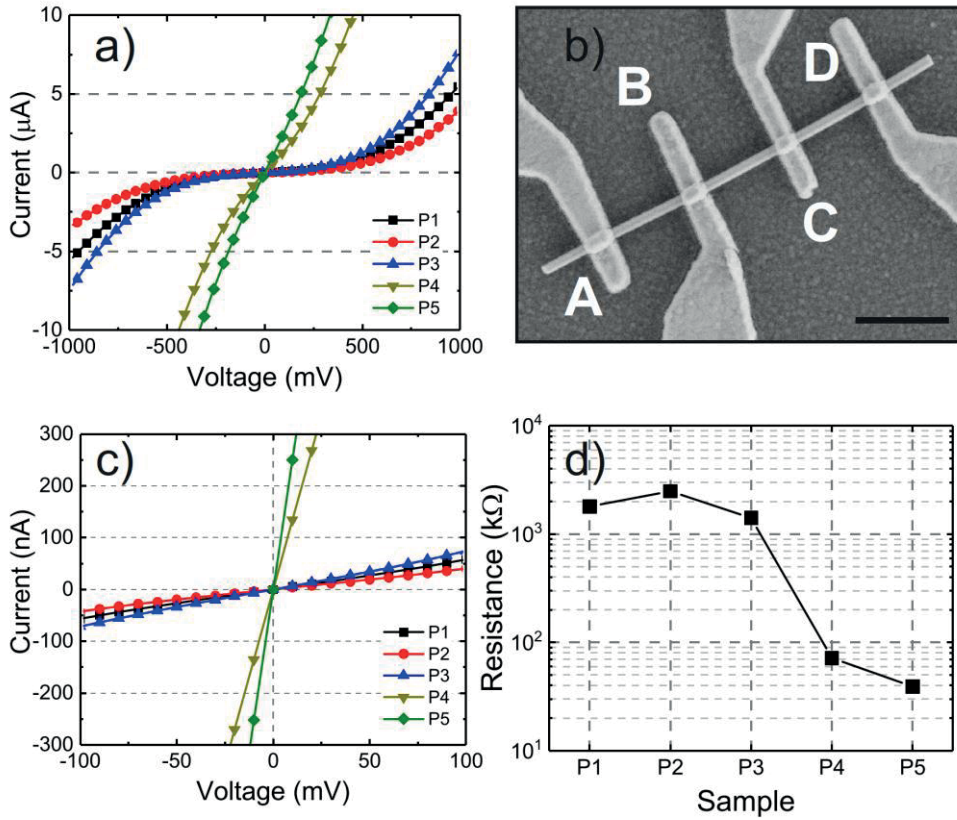 a)
10
5
0
-5
-10
Current (µA)
P1
P2
P3
P4
P5
-1000 -500 0 500 1000
Voltage (mV)
b)
A
B
C
D
c)
300
200
100
0
-100
-200
-300
Current (nA)
P1
P2
P3
P4
P5
-100 -50 0 50 100
Voltage (mV)
d)
10⁴
10³
10²
10¹
Resistance (kΩ)
P1 P2 P3 P4 P5
Sample